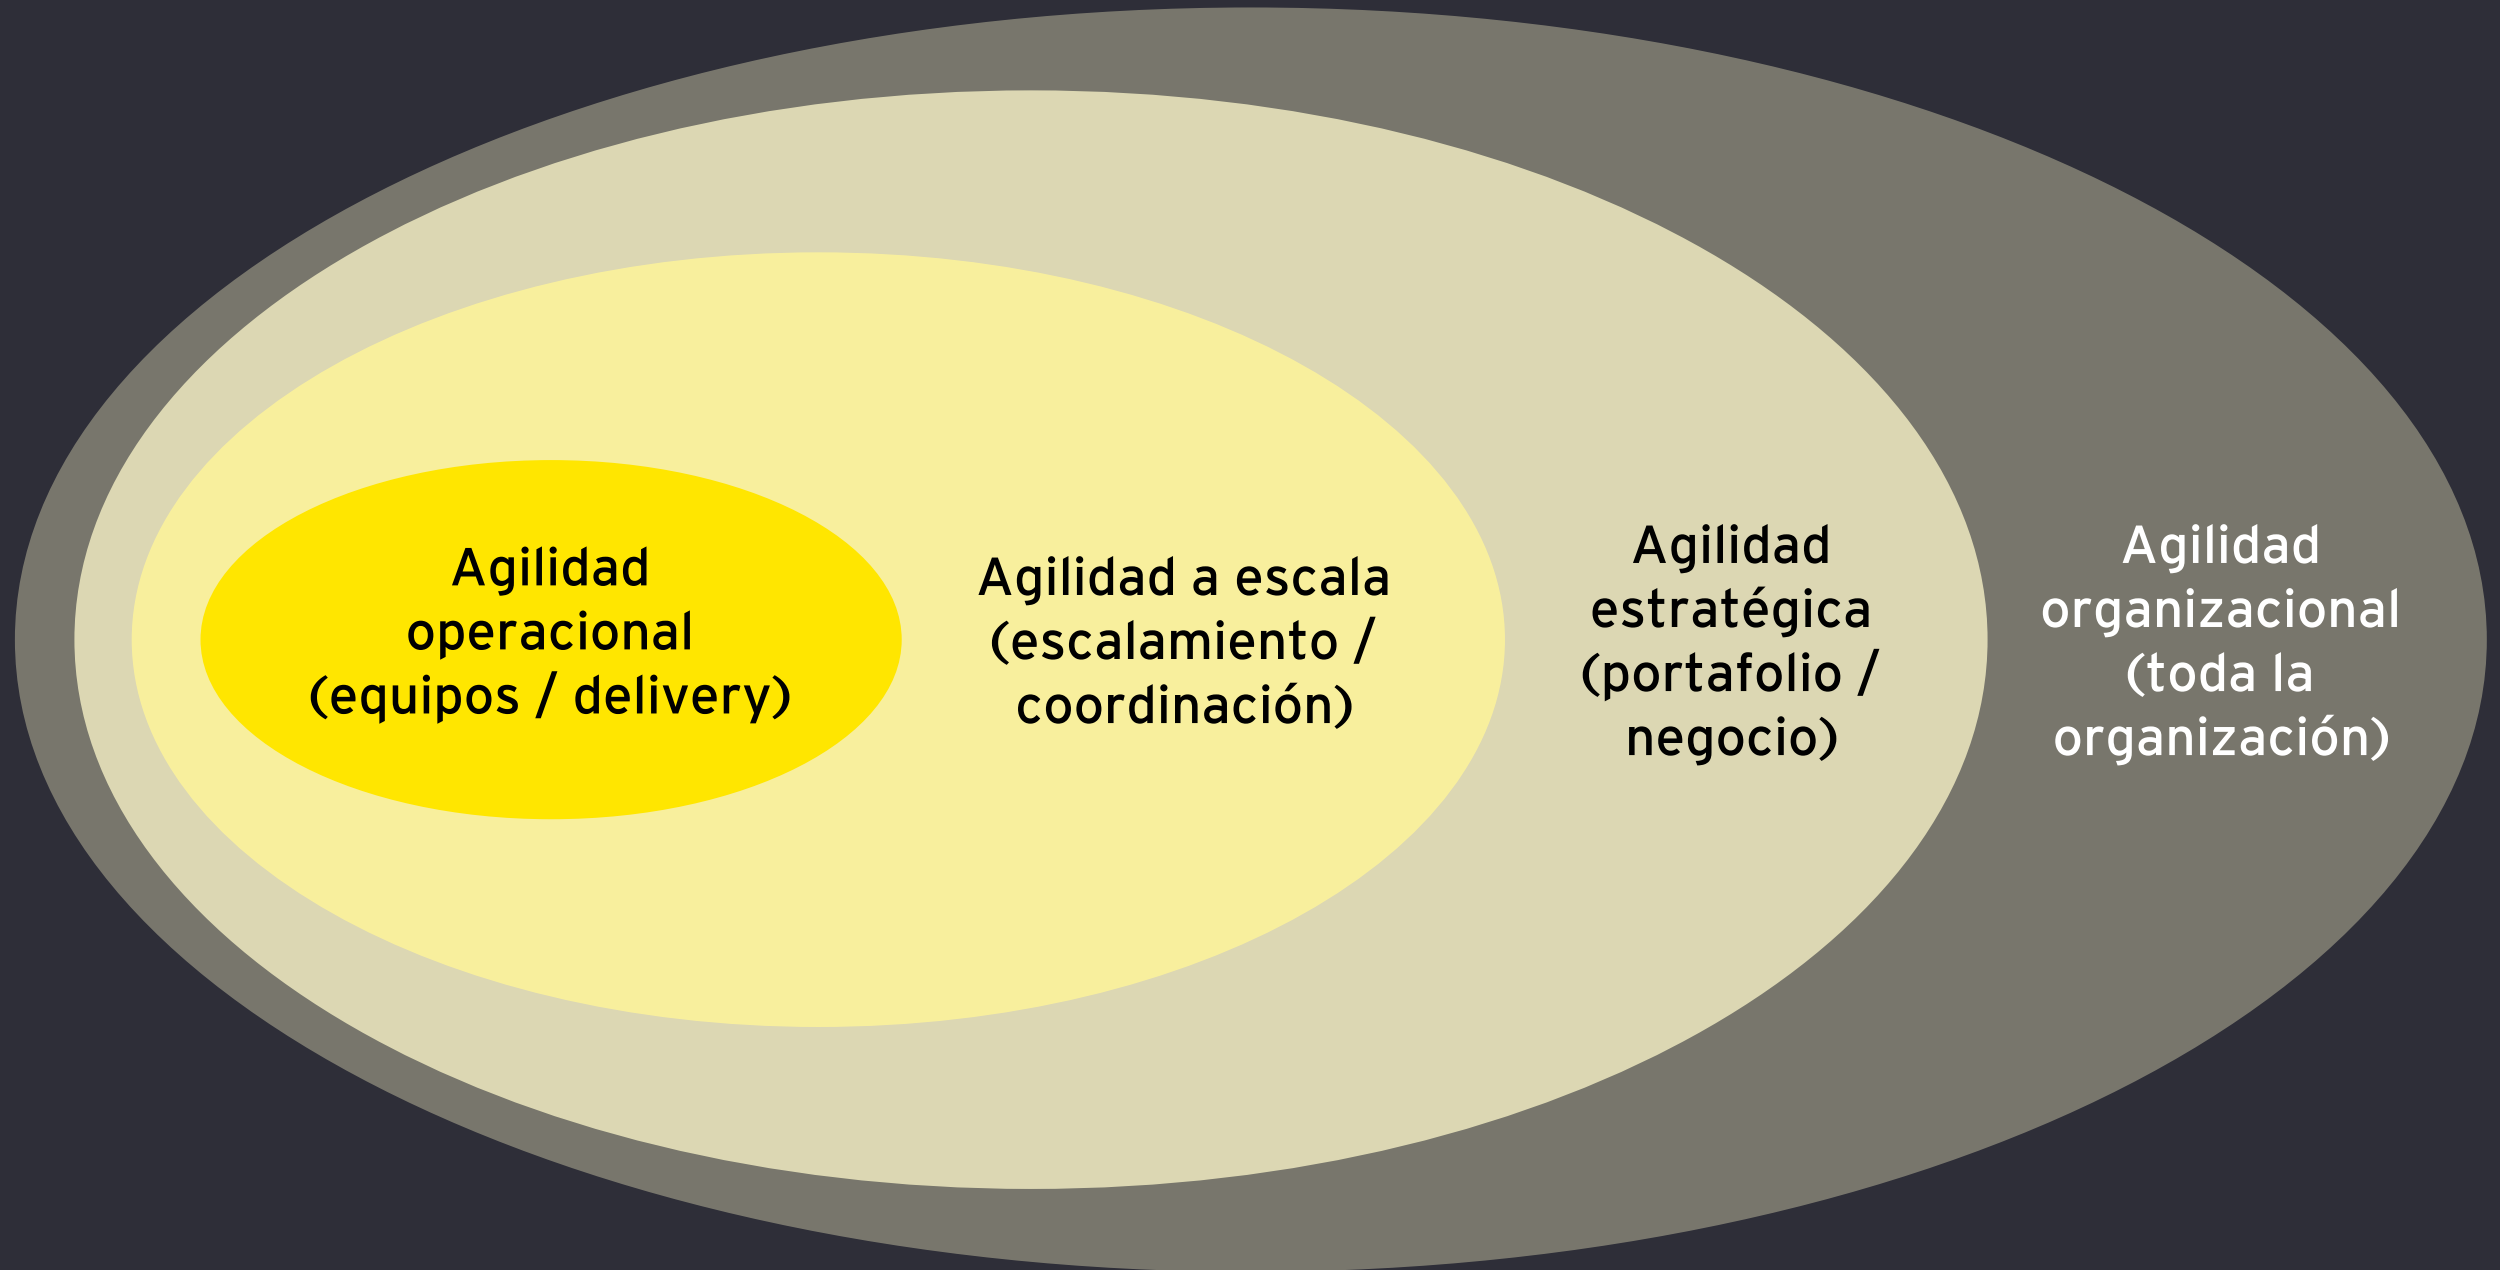 Agilidad
operacional
(equipos / delivery)
Agilidad a escala
(escalamiento /
coordinación)
Agilidad
estratégica
(portafolio /
negocio)
Agilidad
organizacional
(toda la
organización)